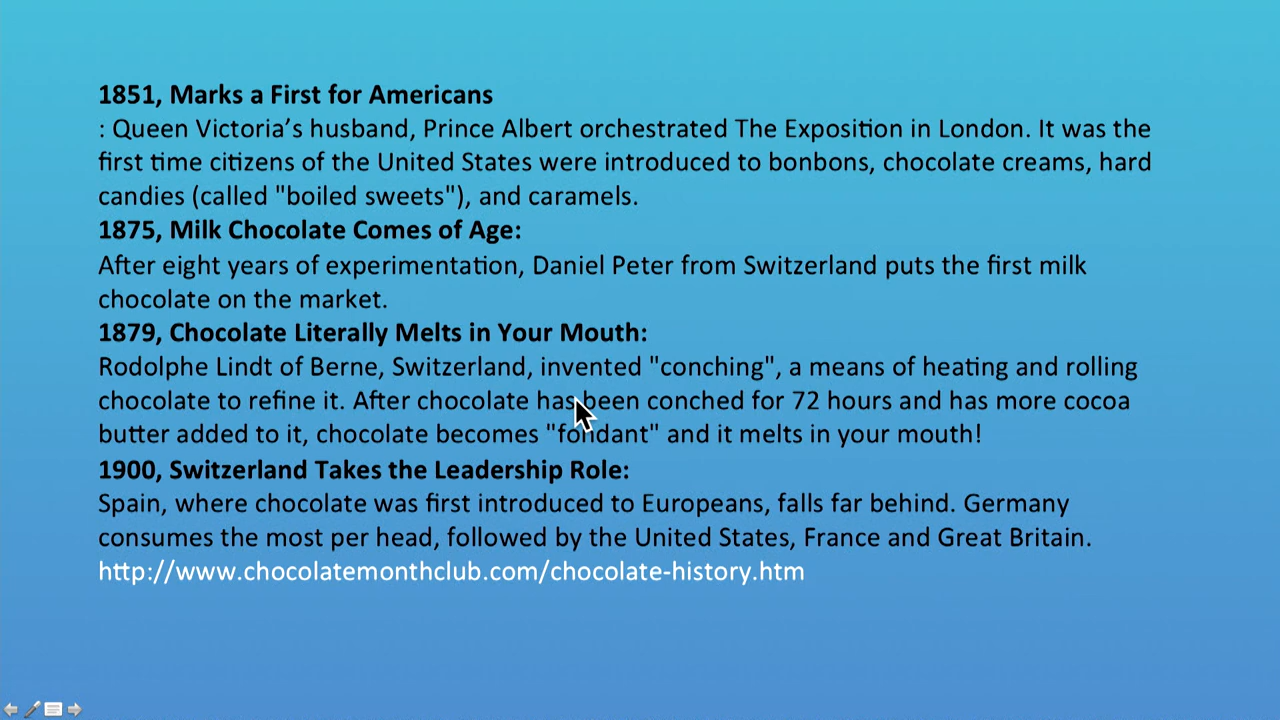 1851, Marks a First for Americans
: Queen Victoria’s husband, Prince Albert orchestrated The Exposition in London. It was the
first time citizens of the United States were introduced to bonbons, chocolate creams, hard
candies (called "boiled sweets"), and caramels.
1875, Milk Chocolate Comes of Age:
After eight years of experimentation, Daniel Peter from Switzerland puts the first milk
chocolate on the market.
1879, Chocolate Literally Melts in Your Mouth:
Rodolphe Lindt of Berne, Switzerland, invented "conching", a means of heating and rolling
chocolate to refine it. After chocolate has been conched for 72 hours and has more cocoa
butter added to it, chocolate becomes "fondant" and it melts in your mouth!
1900, Switzerland Takes the Leadership Role:
Spain, where chocolate was first introduced to Europeans, falls far behind. Germany
consumes the most per head, followed by the United States, France and Great Britain.
http://www.chocolatemonthclub.com/chocolate-history.htm